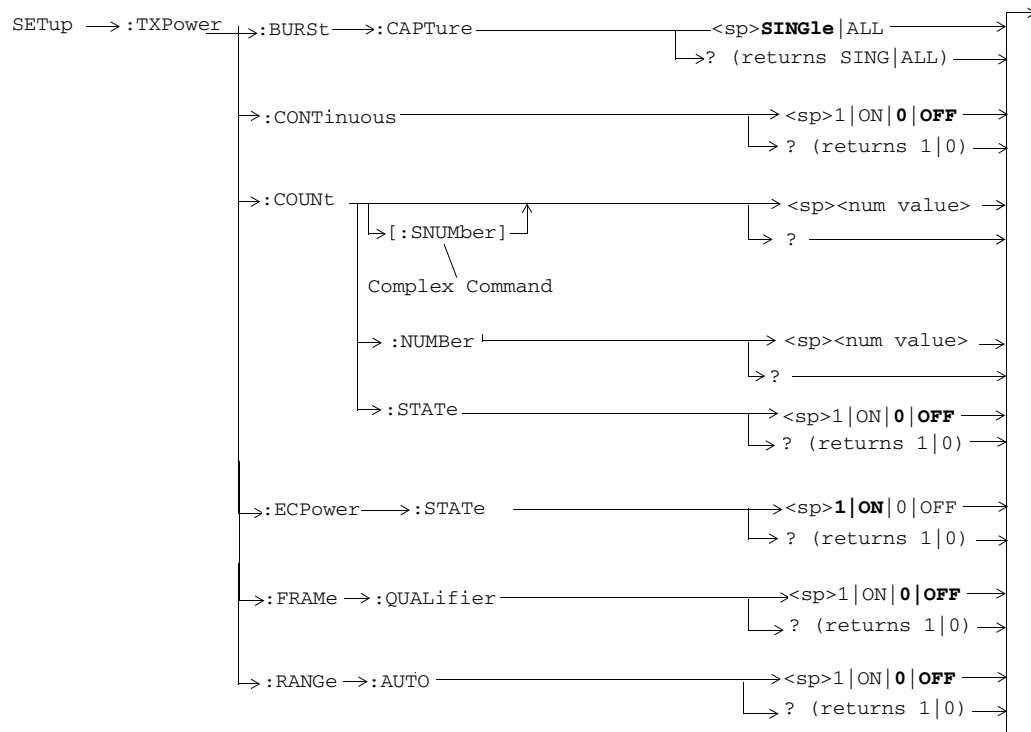 SETup :TXPower :BURSt :CAPTure <sp>SINGle|ALL
? (returns SING|ALL)
:CONTinuous <sp>1|ON|0|OFF
? (returns 1|0)
:COUNt <sp><num value>
[:SNUMber] ?
Complex Command
:NUMBer <sp><num value>
?
:STATe <sp>1|ON|0|OFF
? (returns 1|0)
:ECPower :STATe <sp>1|ON|0|OFF
? (returns 1|0)
:FRAMe :QUALifier <sp>1|ON|0|OFF
? (returns 1|0)
:RANGe :AUTO <sp>1|ON|0|OFF
? (returns 1|0)